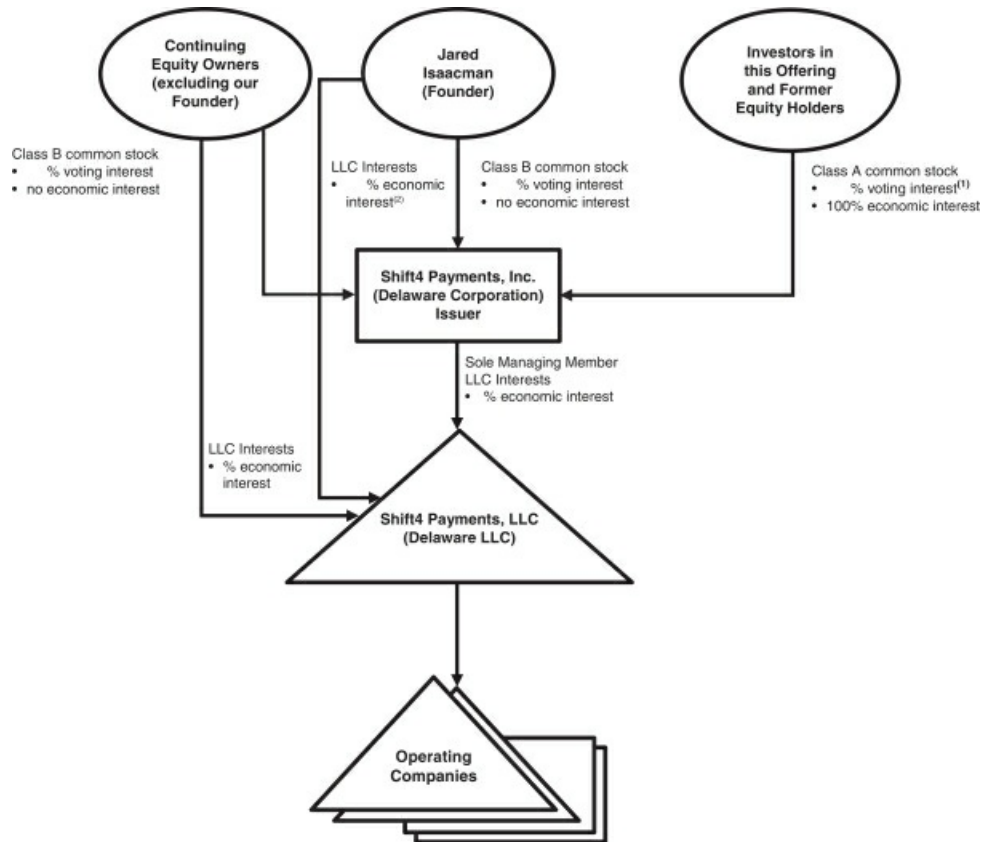 Continuing
Equity Owners
(excluding our
Founder)
Jared
Isaacman
(Founder)
Investors in
this Offering
and Former
Equity Holders
Class B common stock
• % voting interest
• no economic interest
LLC Interests
• % economic
interest(2)
Class B common stock
• % voting interest
• no economic interest
Class A common stock
• % voting interest(1)
• 100% economic interest
Shift4 Payments, Inc.
(Delaware Corporation)
Issuer
Sole Managing Member
LLC Interests
• % economic interest
LLC Interests
• % economic
interest
Shift4 Payments, LLC
(Delaware LLC)
Operating
Companies